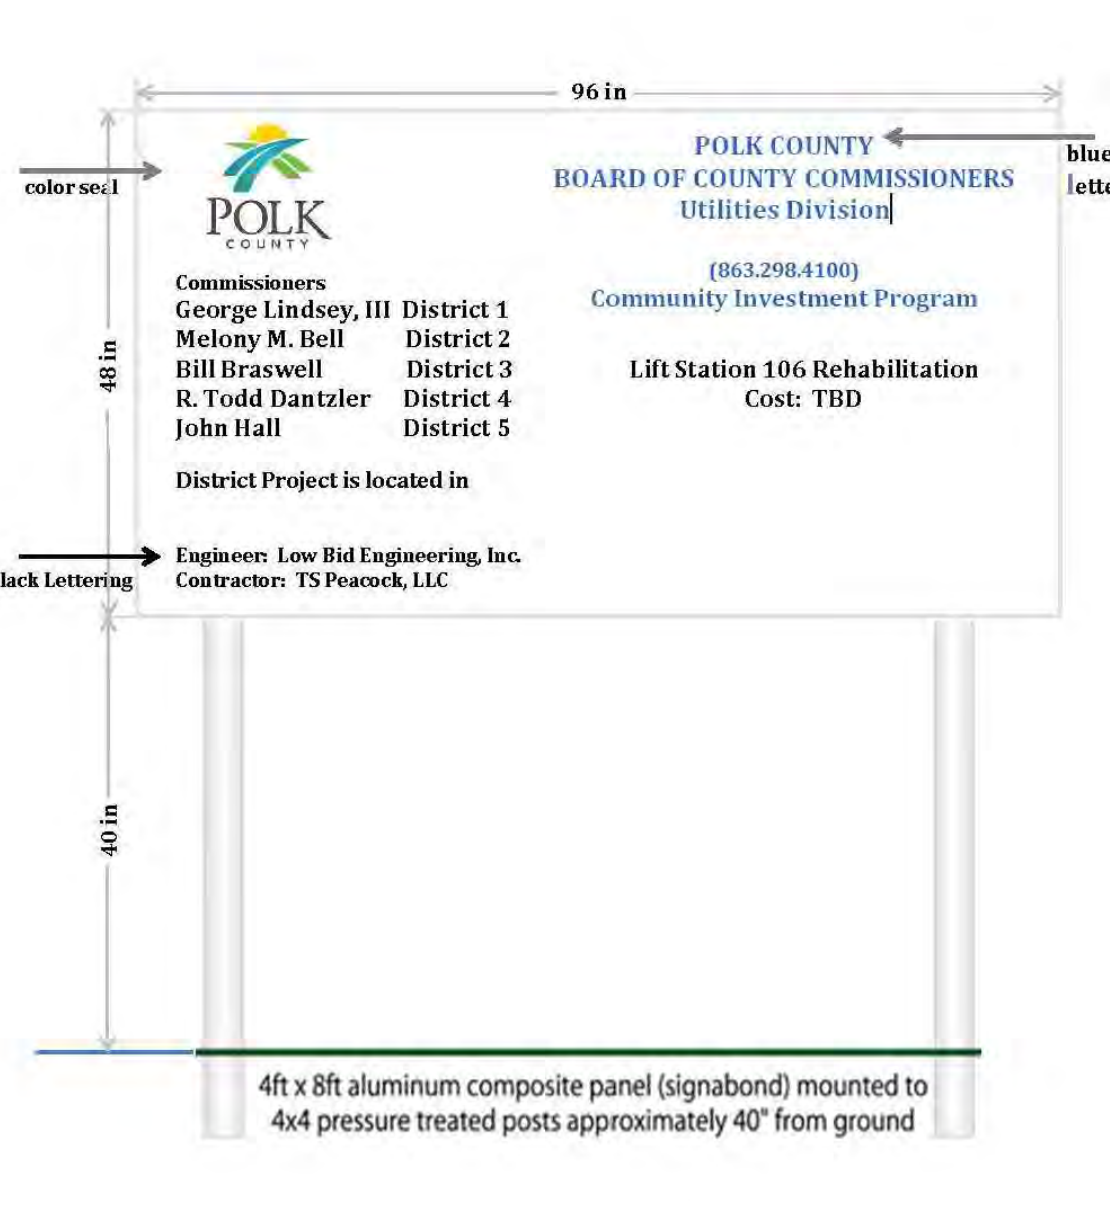 96 in
color seal
POLK
COUNTY
POLK COUNTY
BOARD OF COUNTY COMMISSIONERS
Utilities Division
blue
lette
(863.298.4100)
Community Investment Program
Commissioners
George Lindsey, III District 1
Melony M. Bell District 2
Bill Braswell District 3
R. Todd Dantzler District 4
John Hall District 5
Lift Station 106 Rehabilitation
Cost: TBD
48 in
District Project is located in
Engineer: Low Bid Engineering, Inc.
Contractor: TS Peacock, LLC
lack Lettering
40 in
4ft x 8ft aluminum composite panel (signabond) mounted to
4x4 pressure treated posts approximately 40" from ground